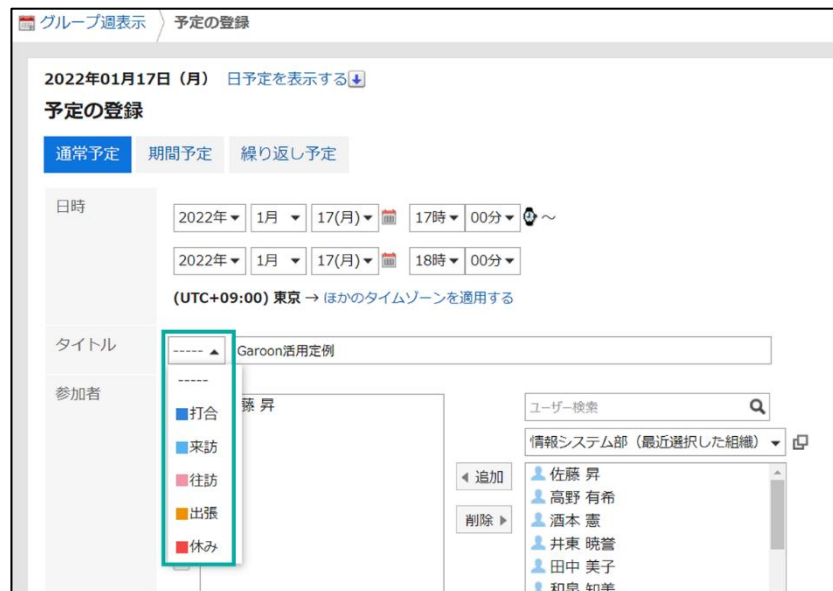 グループ週表示 予定の登録
2022年01月17日（月） 日予定を表示する
予定の登録
通常予定 期間予定 繰り返し予定
日時
2022年 1月 17(月) 17時 00分 ～
2022年 1月 17(月) 18時 00分
(UTC+09:00) 東京 → ほかのタイムゾーンを適用する
タイトル
----- Garoon活用定例
-----
打合
来訪
往訪
出張
休み
参加者
藤 昇
ユーザー検索
情報システム部（最近選択した組織）
追加
削除
佐藤 昇
高野 有希
酒本 憲
井東 暁誉
田中 美子
和泉 知美